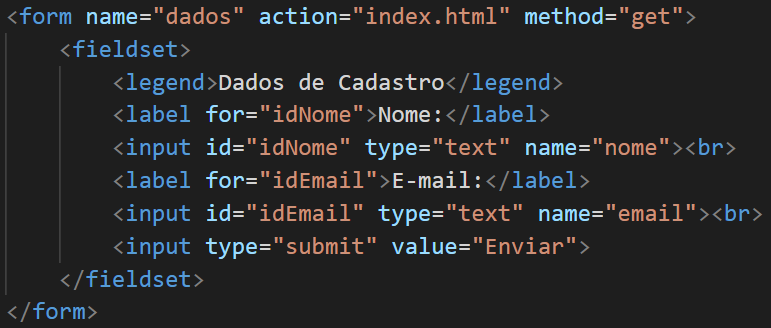 <form name="dados" action="index.html" method="get">
    <fieldset>
        <legend>Dados de Cadastro</legend>
        <label for="idNome">Nome:</label>
        <input id="idNome" type="text" name="nome"><br>
        <label for="idEmail">E-mail:</label>
        <input id="idEmail" type="text" name="email"><br>
        <input type="submit" value="Enviar">
    </fieldset>
</form>